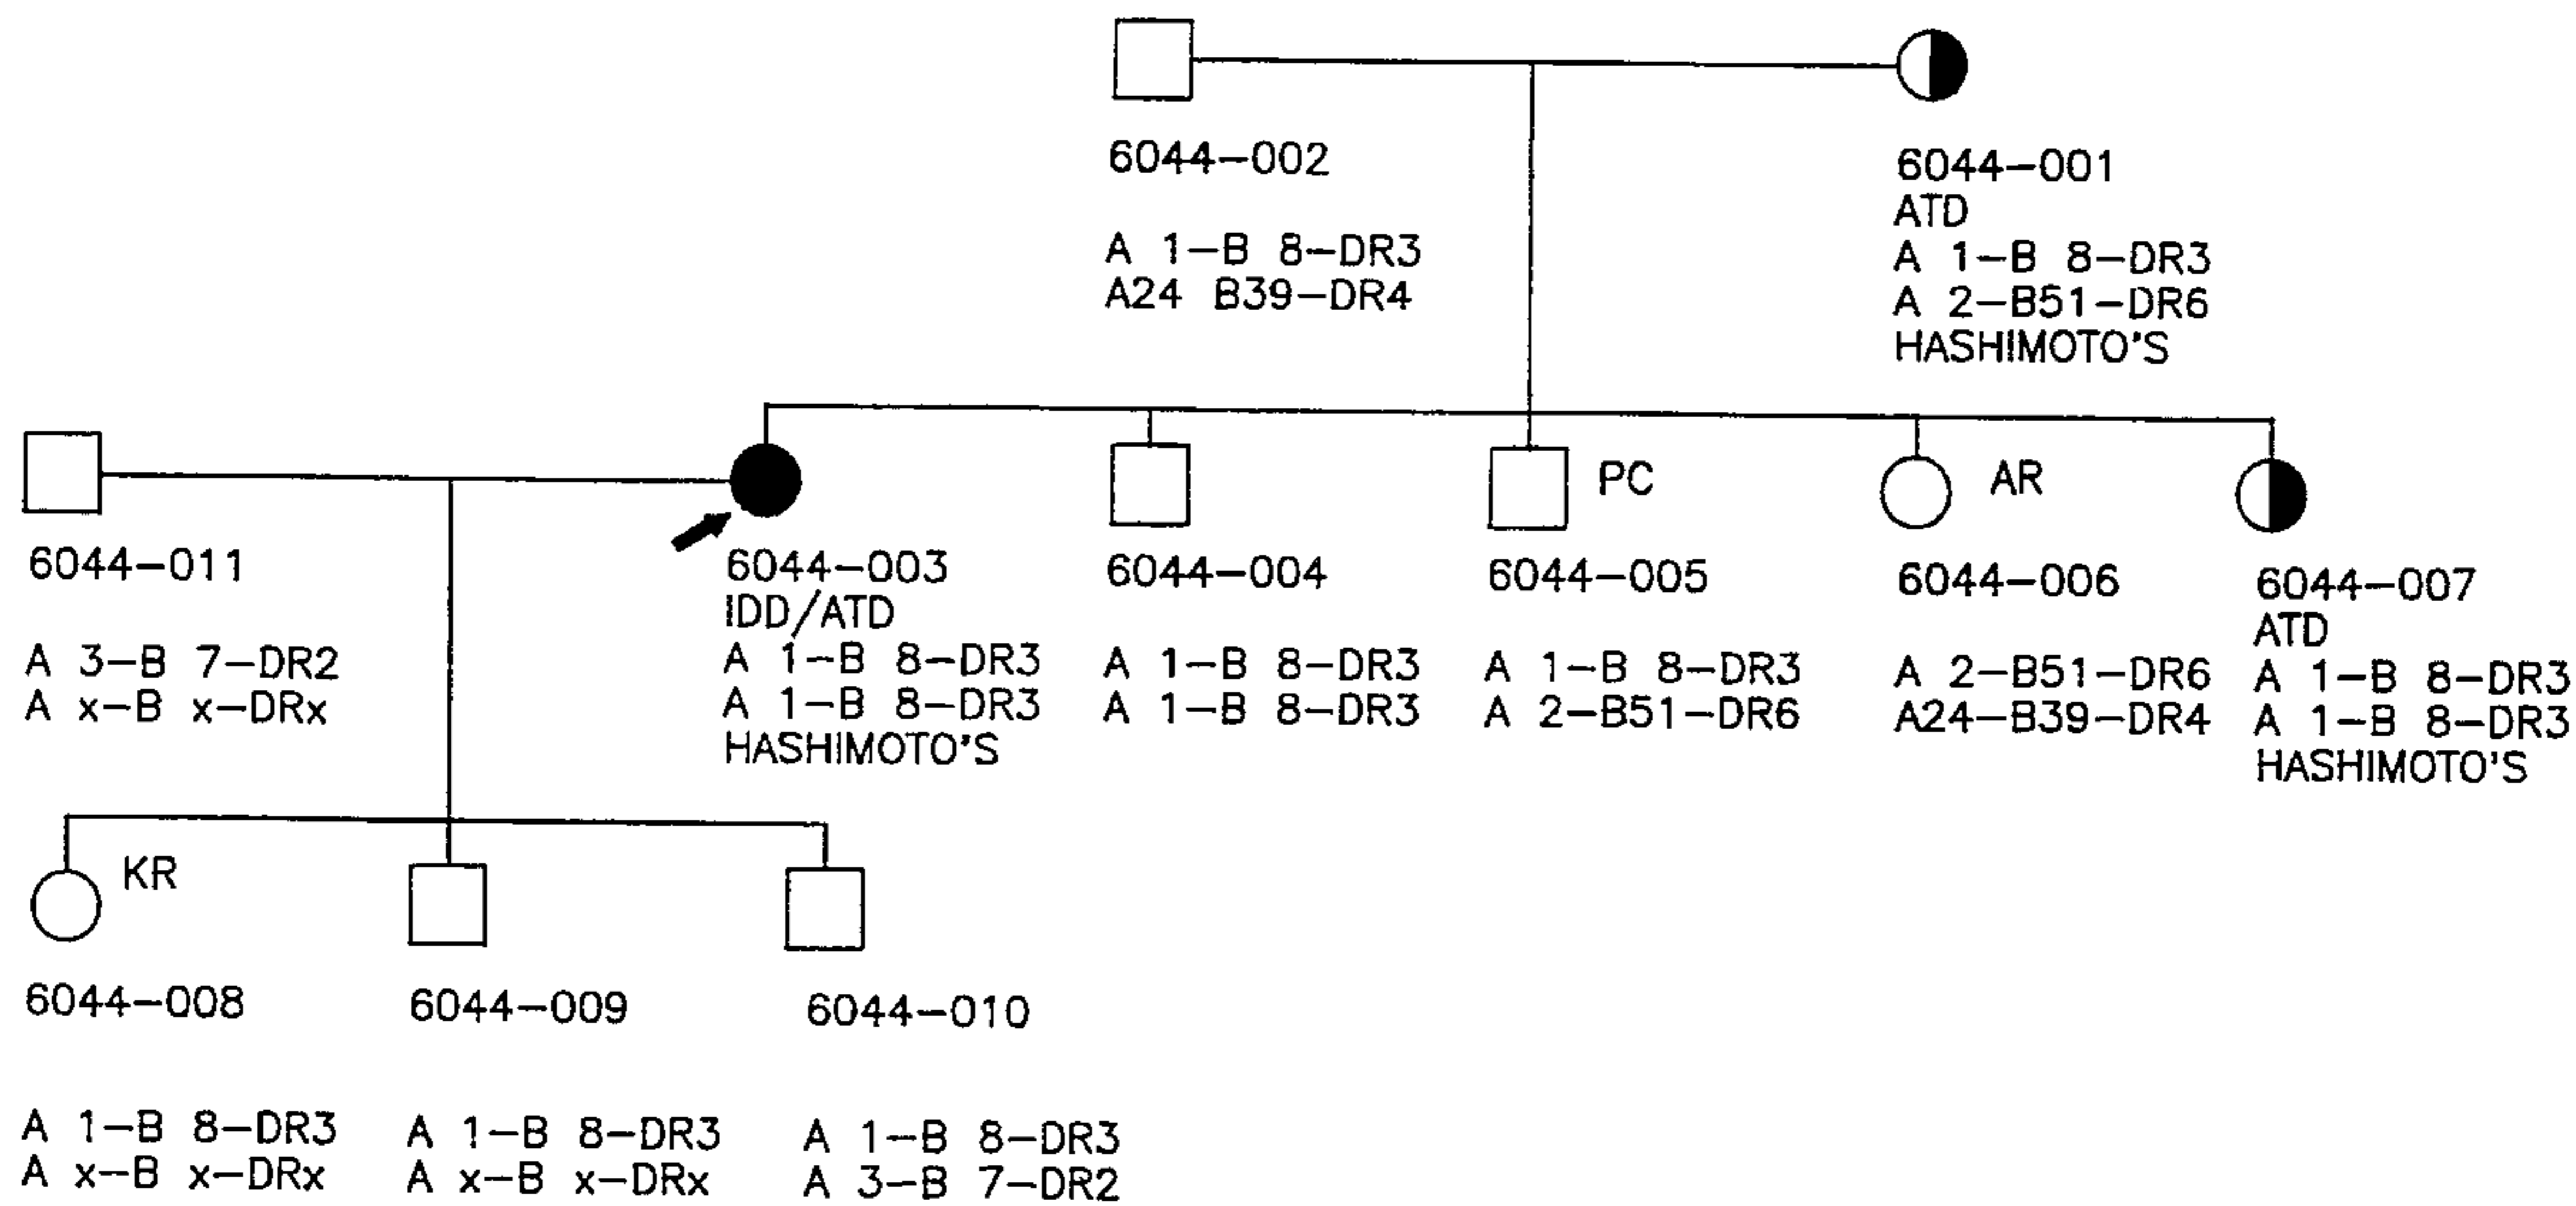 6044-002
A 1-B 8-DR3
A24 B39-DR4
6044-001
ATD
A 1-B 8-DR3
A 2-B51-DR6
HASHIMOTO'S
6044-011
A 3-B 7-DR2
A x-B x-DRx
6044-003
IDD/ATD
A 1-B 8-DR3
A 1-B 8-DR3
HASHIMOTO'S
6044-004
A 1-B 8-DR3
A 1-B 8-DR3
PC
6044-005
A 1-B 8-DR3
A 2-B51-DR6
AR
6044-006
A 2-B51-DR6
A24-B39-DR4
6044-007
ATD
A 1-B 8-DR3
A 1-B 8-DR3
HASHIMOTO'S
KR
6044-008
A 1-B 8-DR3
A x-B x-DRx
6044-009
A 1-B 8-DR3
A x-B x-DRx
6044-010
A 1-B 8-DR3
A 3-B 7-DR2